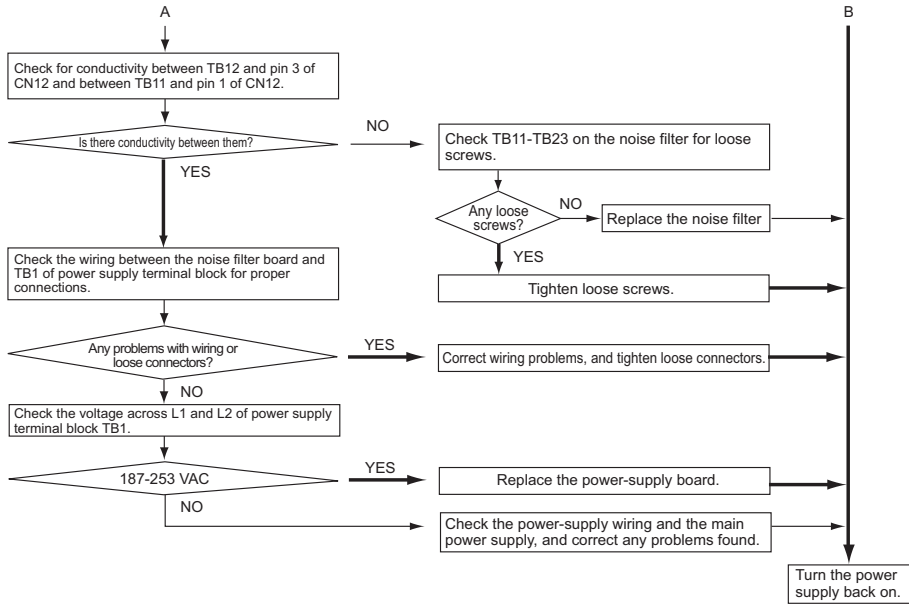 A
B
Check for conductivity between TB12 and pin 3 of
CN12 and between TB11 and pin 1 of CN12.
Is there conductivity between them?
NO
YES
Check TB11-TB23 on the noise filter for loose
screws.
Any loose
screws?
NO
Replace the noise filter
YES
Tighten loose screws.
Check the wiring between the noise filter board and
TB1 of power supply terminal block for proper
connections.
Any problems with wiring or
loose connectors?
YES
Correct wiring problems, and tighten loose connectors.
NO
Check the voltage across L1 and L2 of power supply
terminal block TB1.
187-253 VAC
YES
Replace the power-supply board.
NO
Check the power-supply wiring and the main
power supply, and correct any problems found.
Turn the power
supply back on.